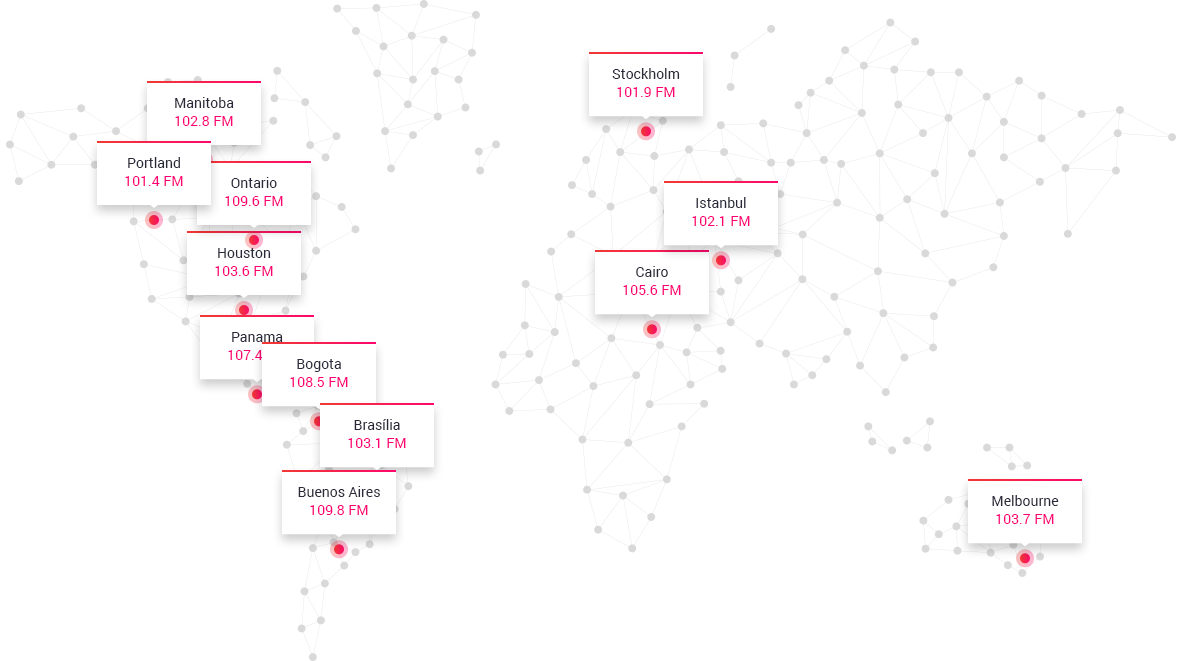 Stockholm
101.9 FM
Manitoba
102.8 FM
Portland
101.4 FM
Ontario
109.6 FM
Istanbul
102.1 FM
Houston
103.6 FM
Cairo
105.6 FM
Panama
107.4
Bogota
108.5 FM
Brasília
103.1 FM
Buenos Aires
109.8 FM
Melbourne
103.7 FM